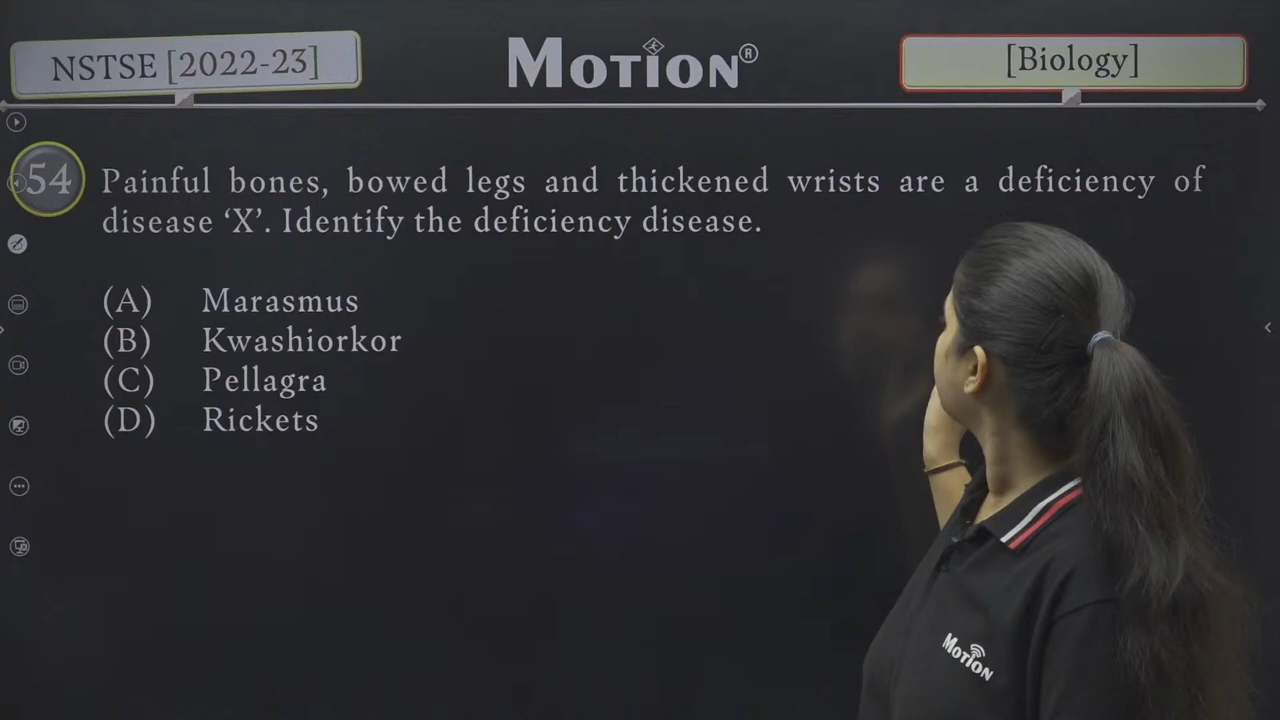 NSTSE [2022-23]
MOTION®
[Biology]
54
Painful bones, bowed legs and thickened wrists are a deficiency of
disease ‘X’. Identify the deficiency disease.
(A) Marasmus
(B) Kwashiorkor
(C) Pellagra
(D) Rickets
MOTION